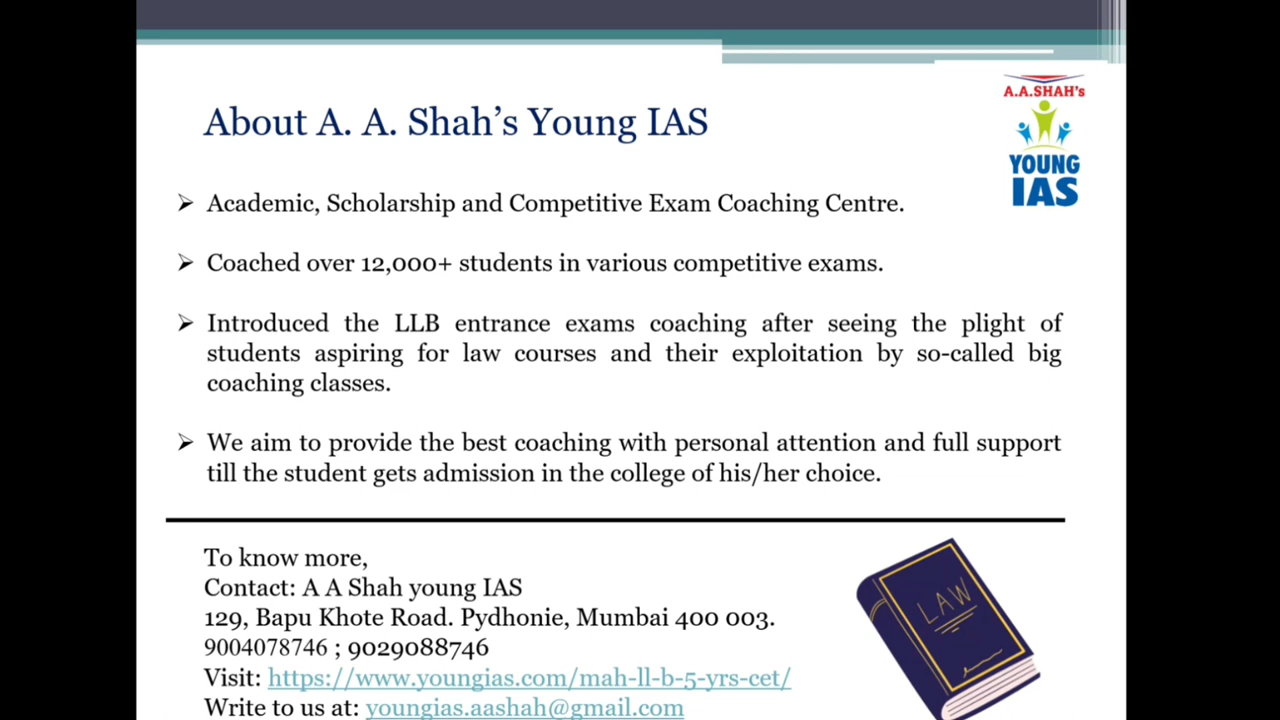 A.A.SHAH's
YOUNG
IAS
About A. A. Shah’s Young IAS
➢ Academic, Scholarship and Competitive Exam Coaching Centre.
➢ Coached over 12,000+ students in various competitive exams.
➢ Introduced the LLB entrance exams coaching after seeing the plight of
students aspiring for law courses and their exploitation by so-called big
coaching classes.
➢ We aim to provide the best coaching with personal attention and full support
till the student gets admission in the college of his/her choice.
To know more,
Contact: A A Shah young IAS
129, Bapu Khote Road. Pydhonie, Mumbai 400 003.
9004078746 ; 9029088746
Visit: https://www.youngias.com/mah-ll-b-5-yrs-cet/
Write to us at: youngias.aashah@gmail.com
LAW